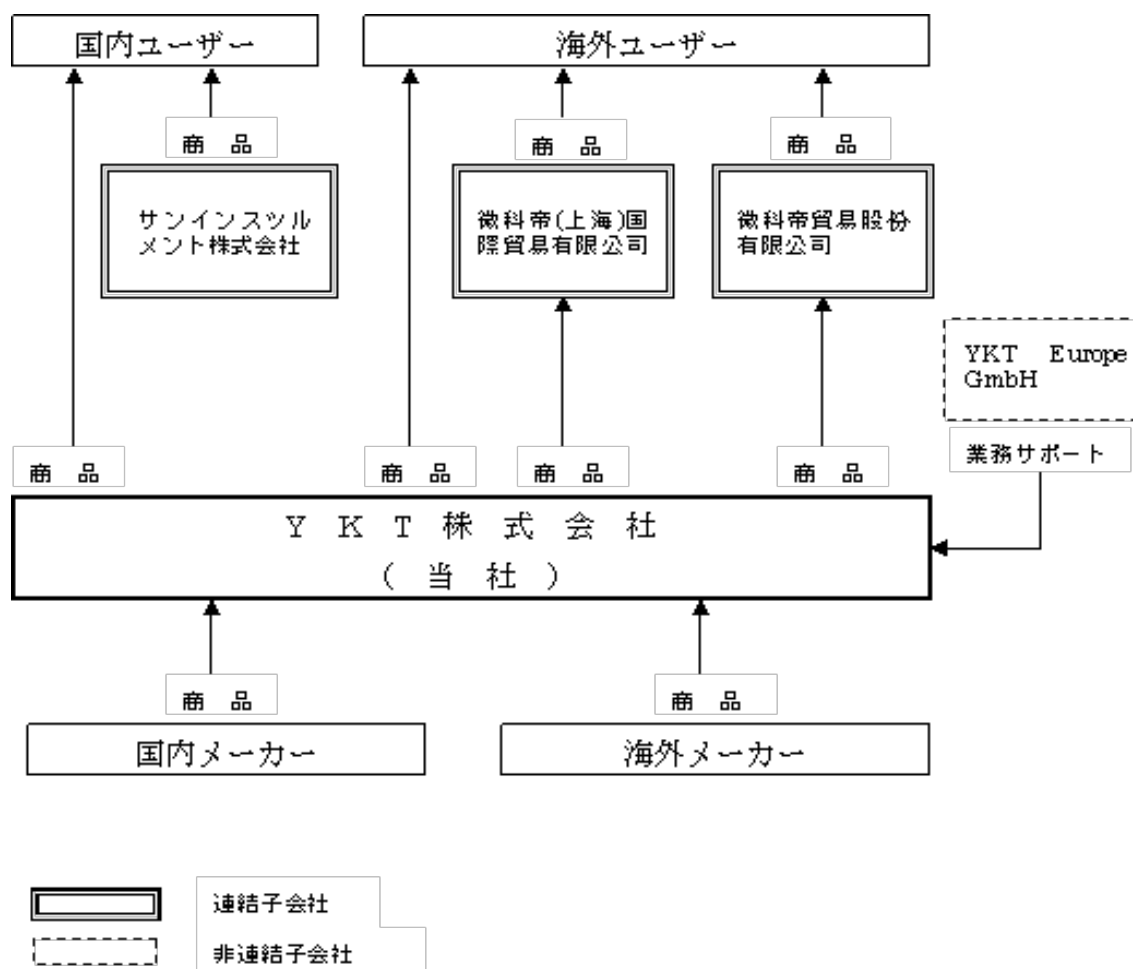 国内ユーザー
海外ユーザー
商 品
商 品
商 品
サンインスツル
メント株式会社
微科帝(上海)国
際貿易有限公司
微科帝貿易股份
有限公司
YKT Europe
GmbH
業務サポート
商 品
商 品
商 品
商 品
YKT株式会社
(当社)
商 品
商 品
国内メーカー
海外メーカー
連結子会社
非連結子会社